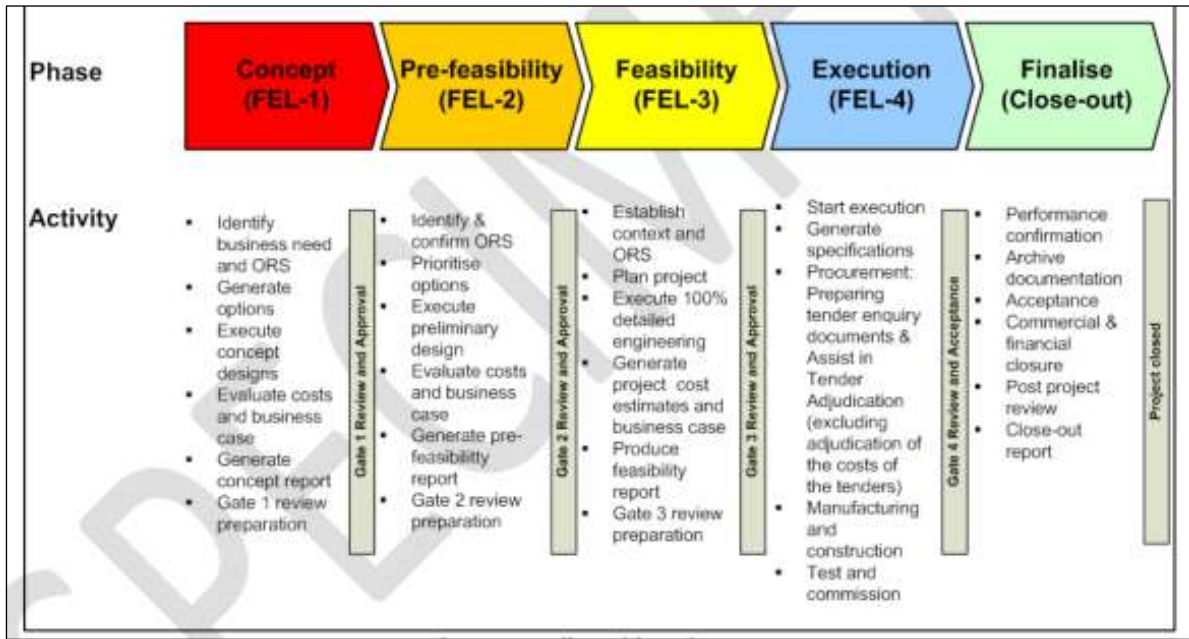 Phase
Concept
(FEL-1)
Pre-feasibility
(FEL-2)
Feasibility
(FEL-3)
Execution
(FEL-4)
Finalise
(Close-out)
Activity
▪ Identify
business need
and ORS
▪ Generate
options
▪ Execute
concept
designs
▪ Evaluate costs
and business
case
▪ Generate
concept report
▪ Gate 1 review
preparation
Gate 1 Review and Approval
▪ Identify &
confirm ORS
▪ Prioritise
options
▪ Execute
preliminary
design
▪ Evaluate costs
and business
case
▪ Generate pre-
feasibility
report
▪ Gate 2 review
preparation
Gate 2 Review and Approval
▪ Establish
context and
ORS
▪ Plan project
▪ Execute 100%
detailed
engineering
▪ Generate
project cost
estimates and
business case
▪ Produce
feasibility
report
▪ Gate 3 review
preparation
Gate 3 Review and Approval
▪ Start execution
▪ Generate
specifications
▪ Procurement:
Preparing
tender enquiry
documents &
Assist in
Tender
Adjudication
(excluding
adjudication of
the costs of
the tenders)
▪ Manufacturing
and
construction
▪ Test and
commission
Gate 4 Review and Acceptance
▪ Performance
confirmation
▪ Archive
documentation
▪ Acceptance
▪ Commercial &
financial
closure
▪ Post project
review
▪ Close-out
report
Project closed